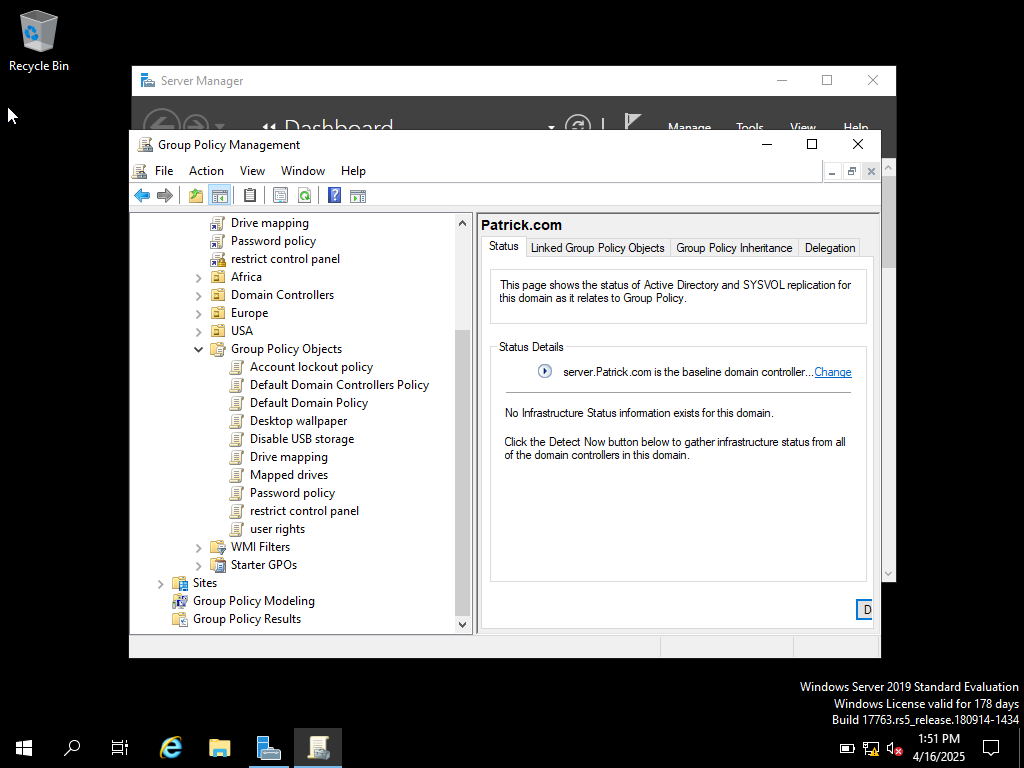 Recycle Bin
Server Manager
Dashboard
Manage Tools View Help
Group Policy Management
File Action View Window Help
Drive mapping
Password policy
restrict control panel
Africa
Domain Controllers
Europe
USA
Group Policy Objects
Account lockout policy
Default Domain Controllers Policy
Default Domain Policy
Desktop wallpaper
Disable USB storage
Drive mapping
Mapped drives
Password policy
restrict control panel
user rights
WMI Filters
Starter GPOs
Sites
Group Policy Modeling
Group Policy Results
Patrick.com
Status Linked Group Policy Objects Group Policy Inheritance Delegation
This page shows the status of Active Directory and SYSVOL replication for
this domain as it relates to Group Policy.
Status Details
server.Patrick.com is the baseline domain controller... Change
No Infrastructure Status information exists for this domain.
Click the Detect Now button below to gather infrastructure status from all
of the domain controllers in this domain.
D
Windows Server 2019 Standard Evaluation
Windows License valid for 178 days
Build 17763.rs5_release.180914-1434
1:51 PM
4/16/2025